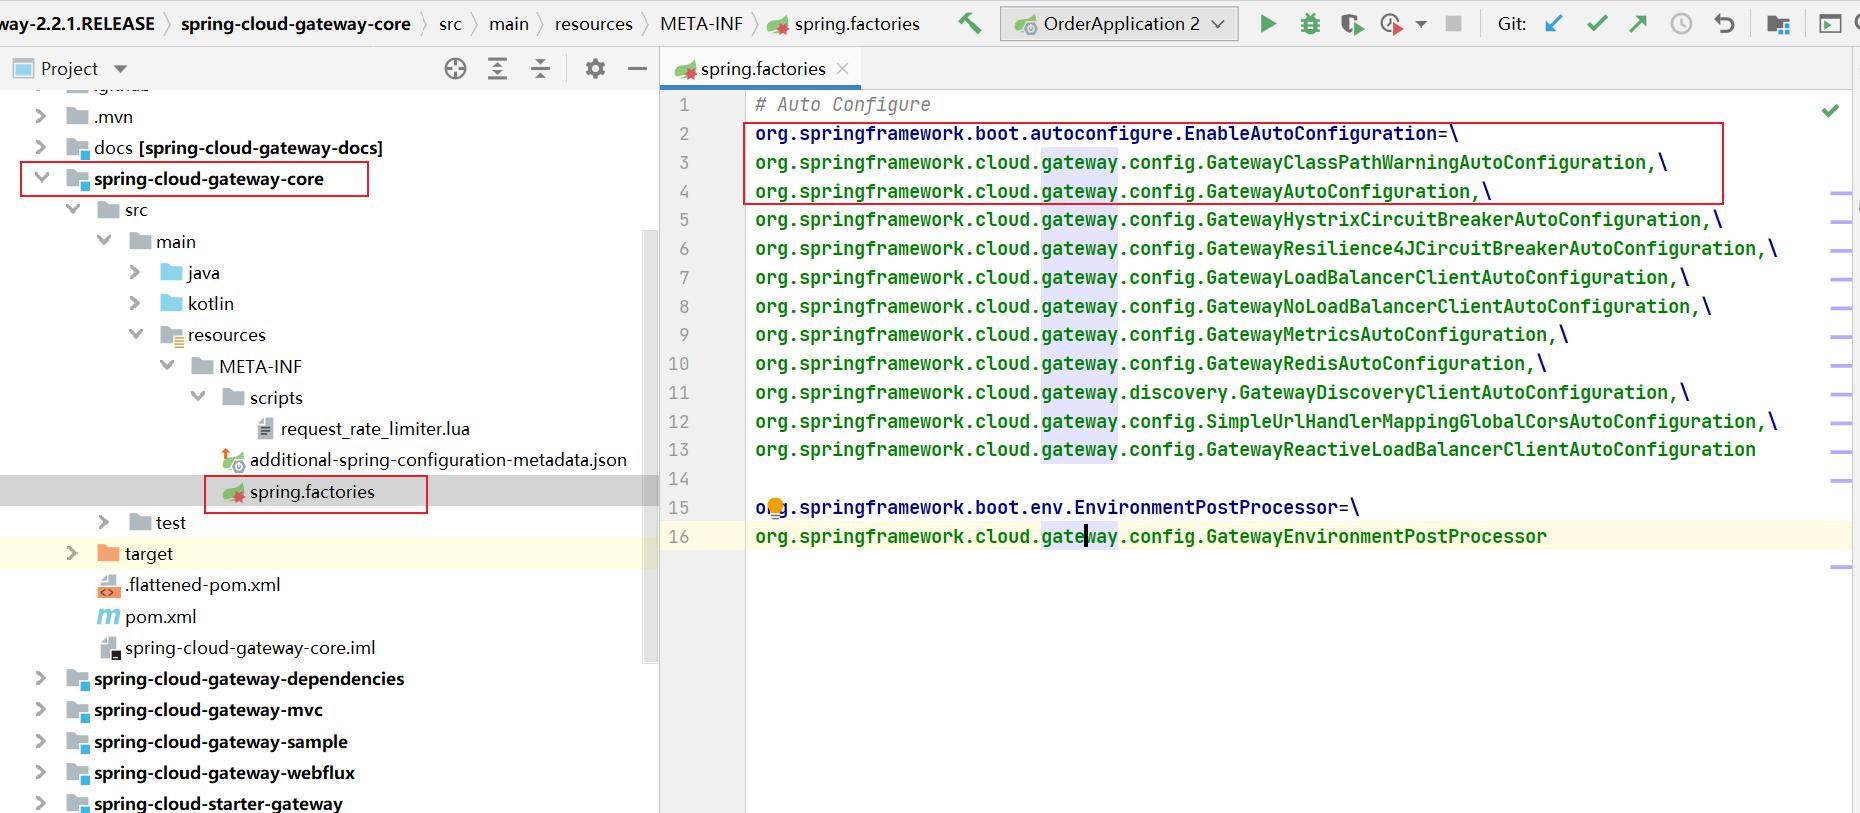 way-2.2.1.RELEASE spring-cloud-gateway-core src main resources META-INF spring.factories OrderApplication 2 Git:
Project
spring.factories
.github
.mvn
docs [spring-cloud-gateway-docs]
spring-cloud-gateway-core
src
main
java
kotlin
resources
META-INF
scripts
request_rate_limiter.lua
additional-spring-configuration-metadata.json
spring.factories
test
target
.flattened-pom.xml
pom.xml
spring-cloud-gateway-core.iml
spring-cloud-gateway-dependencies
spring-cloud-gateway-mvc
spring-cloud-gateway-sample
spring-cloud-gateway-webflux
spring-cloud-starter-gateway
1 # Auto Configure
2 org.springframework.boot.autoconfigure.EnableAutoConfiguration=\
3 org.springframework.cloud.gateway.config.GatewayClassPathWarningAutoConfiguration,\
4 org.springframework.cloud.gateway.config.GatewayAutoConfiguration,\
5 org.springframework.cloud.gateway.config.GatewayHystrixCircuitBreakerAutoConfiguration,\
6 org.springframework.cloud.gateway.config.GatewayResilience4JCircuitBreakerAutoConfiguration,\
7 org.springframework.cloud.gateway.config.GatewayLoadBalancerClientAutoConfiguration,\
8 org.springframework.cloud.gateway.config.GatewayNoLoadBalancerClientAutoConfiguration,\
9 org.springframework.cloud.gateway.config.GatewayMetricsAutoConfiguration,\
10 org.springframework.cloud.gateway.config.GatewayRedisAutoConfiguration,\
11 org.springframework.cloud.gateway.discovery.GatewayDiscoveryClientAutoConfiguration,\
12 org.springframework.cloud.gateway.config.SimpleUrlHandlerMappingGlobalCorsAutoConfiguration,\
13 org.springframework.cloud.gateway.config.GatewayReactiveLoadBalancerClientAutoConfiguration
14
15 org.springframework.boot.env.EnvironmentPostProcessor=\
16 org.springframework.cloud.gateway.config.GatewayEnvironmentPostProcessor